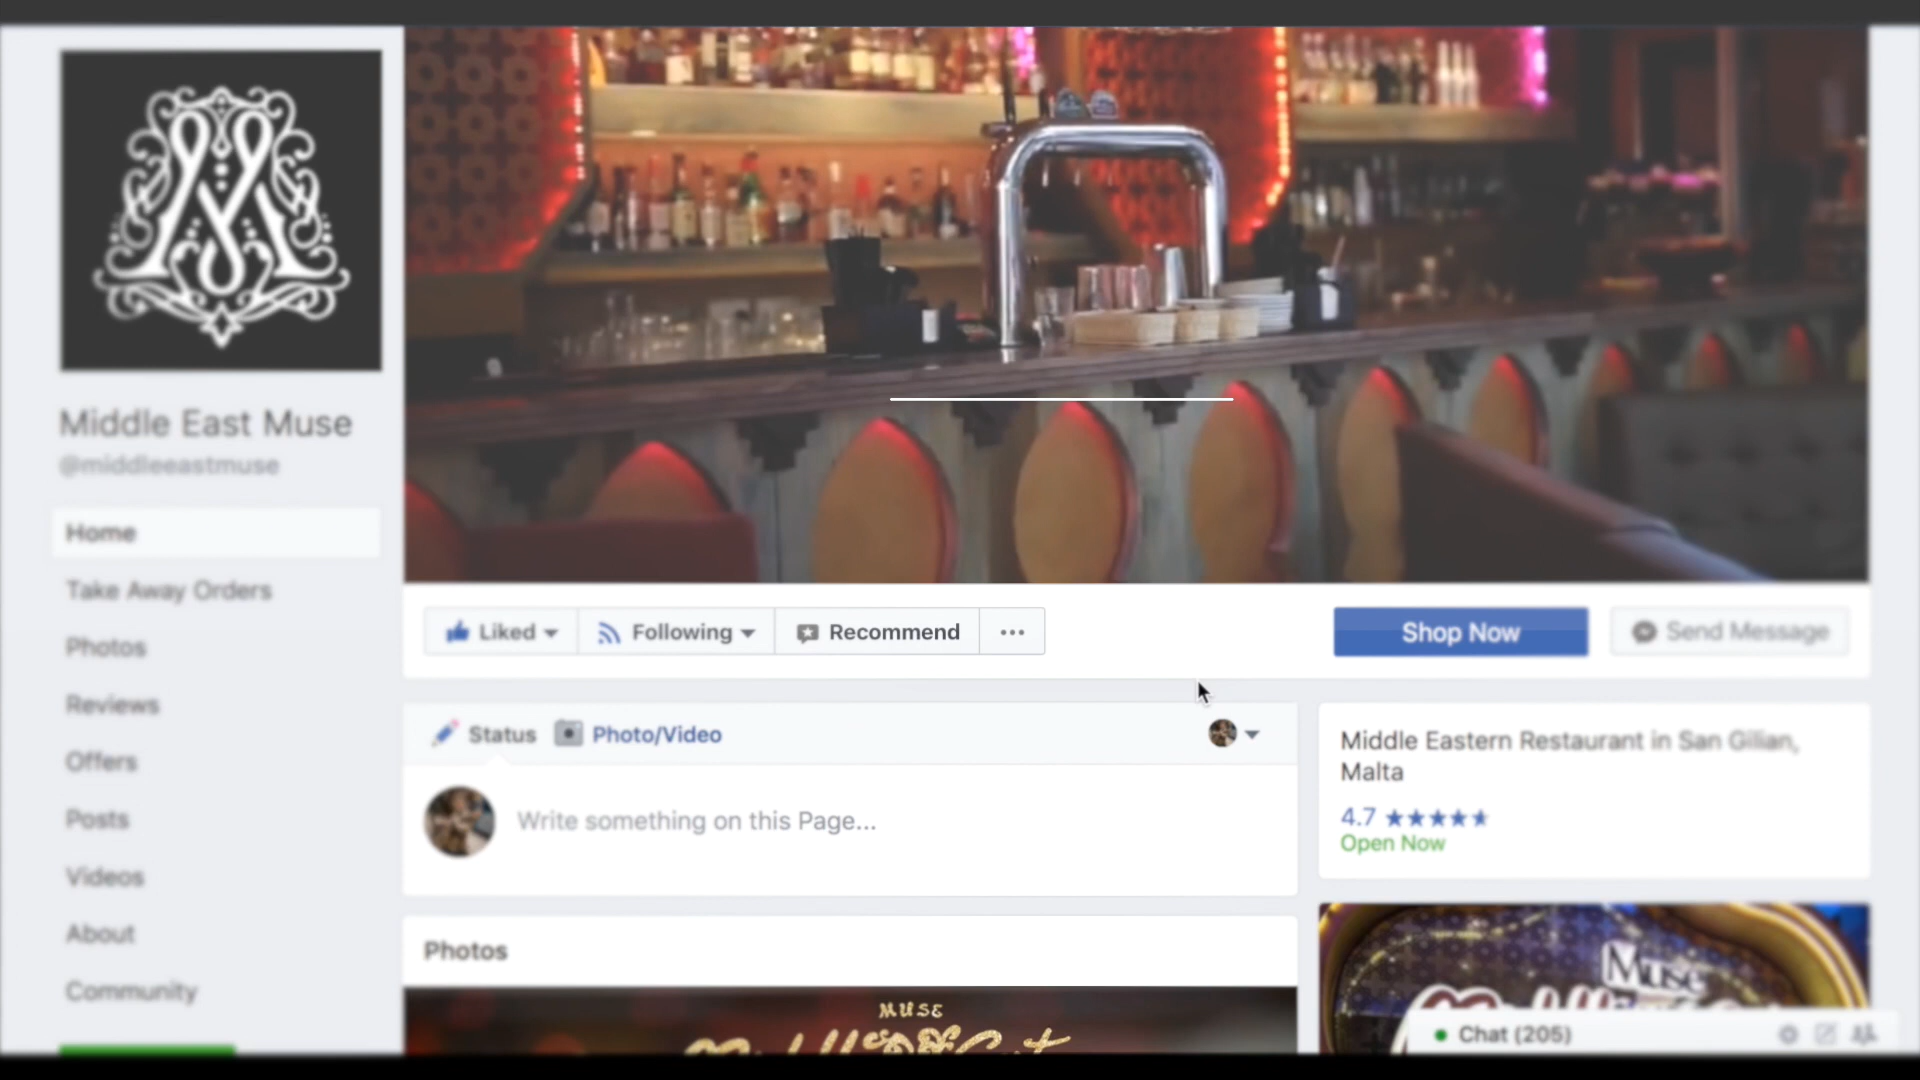 Middle East Muse
@middleeastmuse
Home
Take Away Orders
Photos
Reviews
Offers
Posts
Videos
About
Community
Liked
Following
Recommend
Shop Now
Send Message
Status
Photo/Video
Write something on this Page...
Photos
MUSE
Middle Eastern Restaurant in San Gilian,
Malta
4.7
Open Now
Muse
Chat (205)